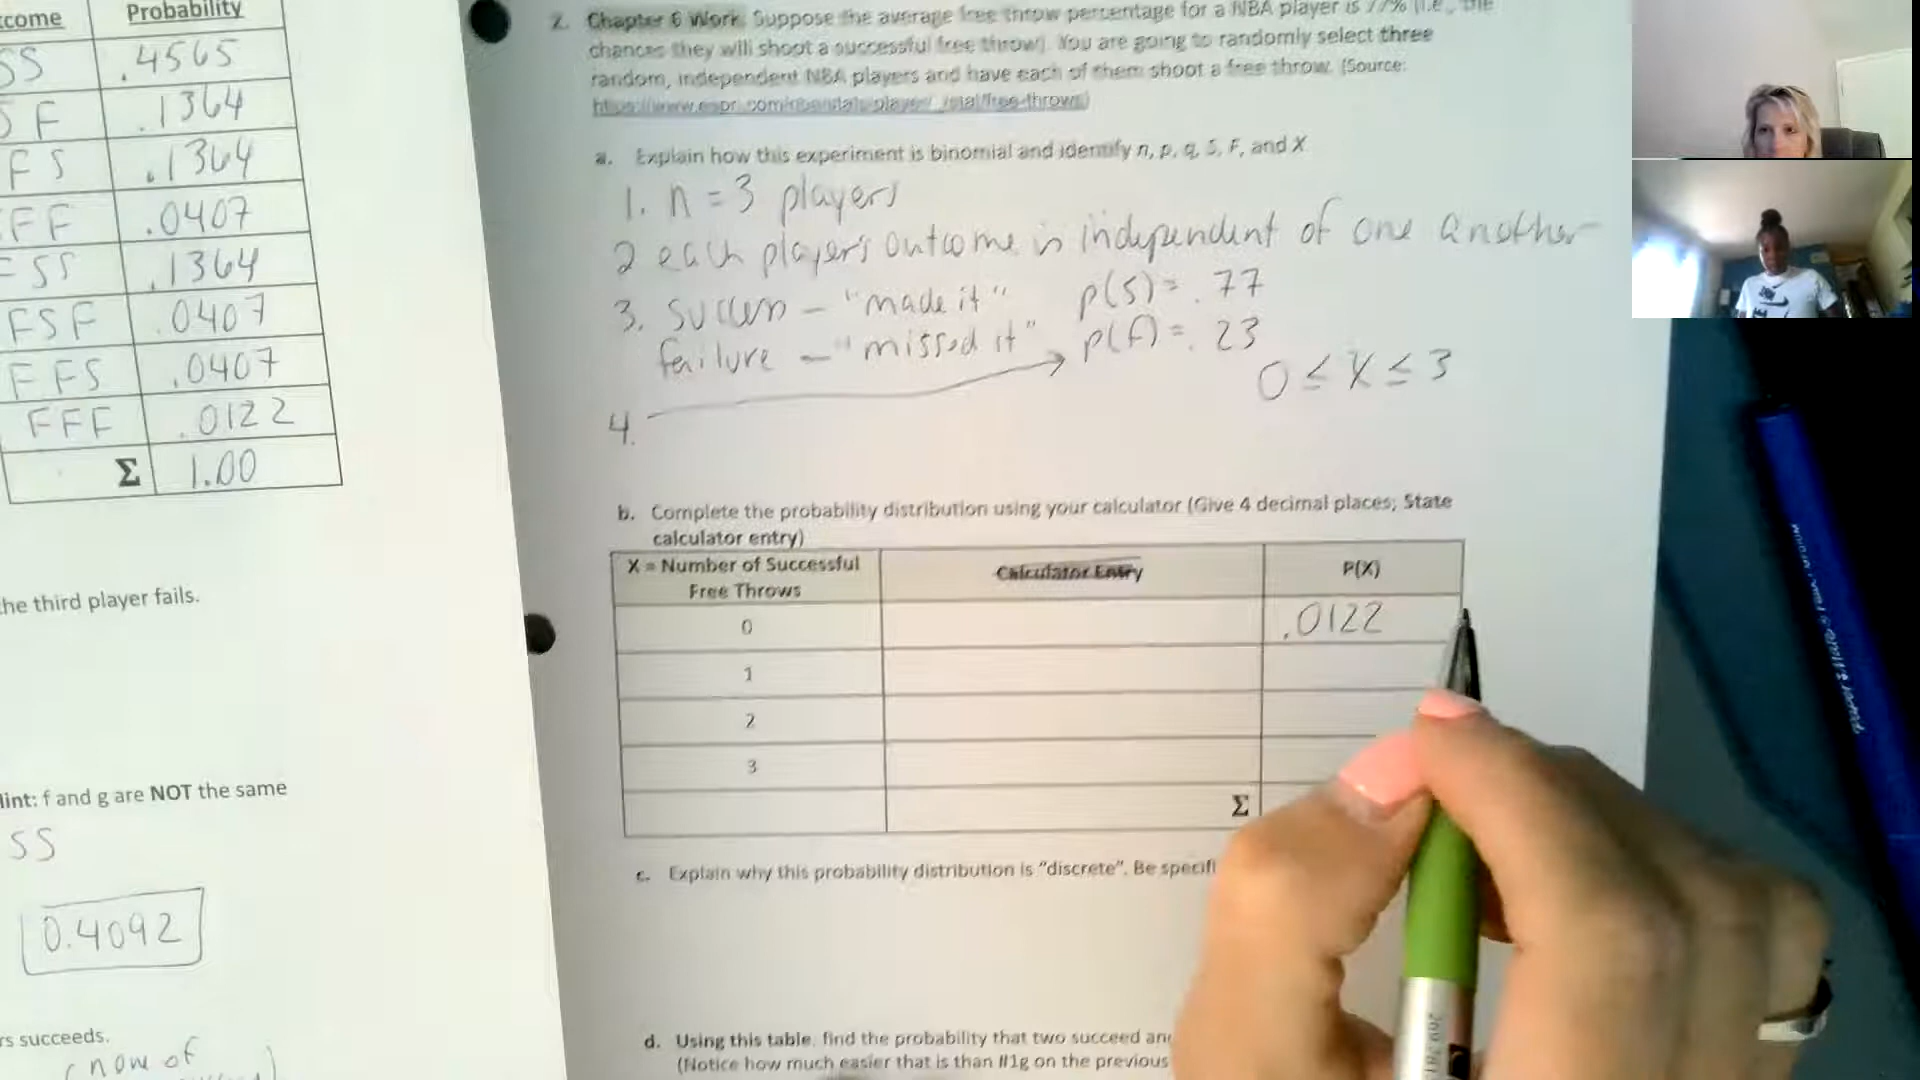 come Probability
SS .4565
SF .1364
FS .1364
FF .0407
FSS .1364
FSF .0407
FFS .0407
FFF .0122
Σ 1.00
the third player fails.
int: f and g are NOT the same
SS
0.4092
rs succeeds.
(none of
2. Chapter 6 Work. Suppose the average free throw percentage for a NBA player is 77% (i.e., the
chances they will shoot a successful free throw). You are going to randomly select three
random, independent NBA players and have each of them shoot a free throw. (Source:
a. Explain how this experiment is binomial and identify n, p, q, S, F, and X.
1. n = 3 players
2 each player's outcome is independent of one another
3. success – "made it" p(S) = .77
failure – "missed it" p(f) = .23
0 ≤ X ≤ 3
4.
b. Complete the probability distribution using your calculator (Give 4 decimal places; State
calculator entry)
X = Number of Successful Free Throws Calculator Entry P(X)
0 .0122
1
2
3
Σ
c. Explain why this probability distribution is "discrete". Be specifi
d. Using this table, find the probability that two succeed an
(Notice how much easier that is than #1g on the previous